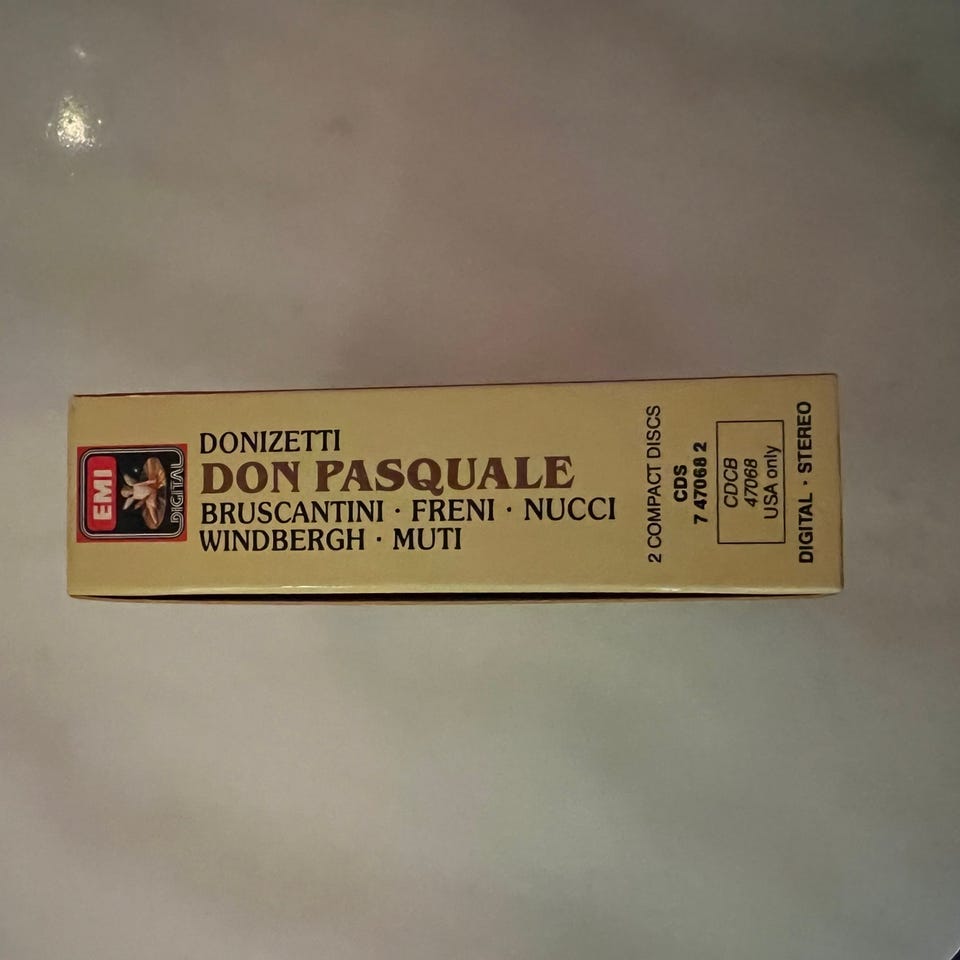 EMI
DIGITAL
DONIZETTI
DON PASQUALE
BRUSCANTINI · FRENI · NUCCI
WINDBERGH · MUTI
2 COMPACT DISCS
CDS
7 47068 2
CDCB
47068
USA only
DIGITAL · STEREO